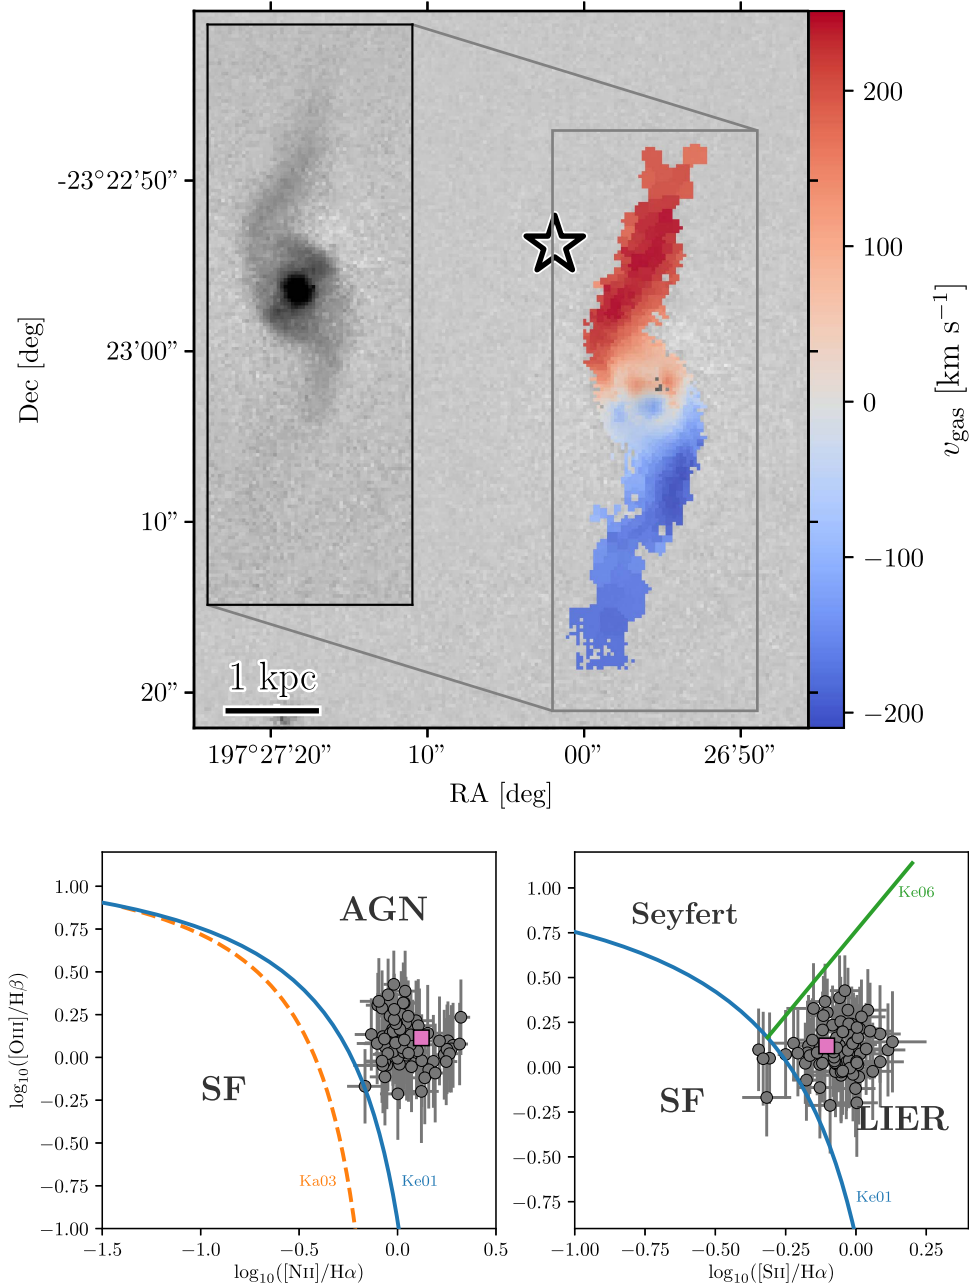 -23°22'50"
23'00"
10"
20"
Dec [deg]
1 kpc
197°27'20"
10"
00"
26'50"
RA [deg]
200
100
0
−100
−200
v_gas [km s⁻¹]
AGN
SF
Ka03
Ke01
1.00
0.75
0.50
0.25
0.00
−0.25
−0.50
−0.75
−1.00
−1.5
−1.0
−0.5
0.0
0.5
log₁₀([OIII]/Hβ)
log₁₀([NII]/Hα)
Ke06
Seyfert
SF
LIER
Ke01
1.00
0.75
0.50
0.25
0.00
−0.25
−0.50
−0.75
−1.00
−0.75
−0.50
−0.25
0.00
0.25
log₁₀([SII]/Hα)